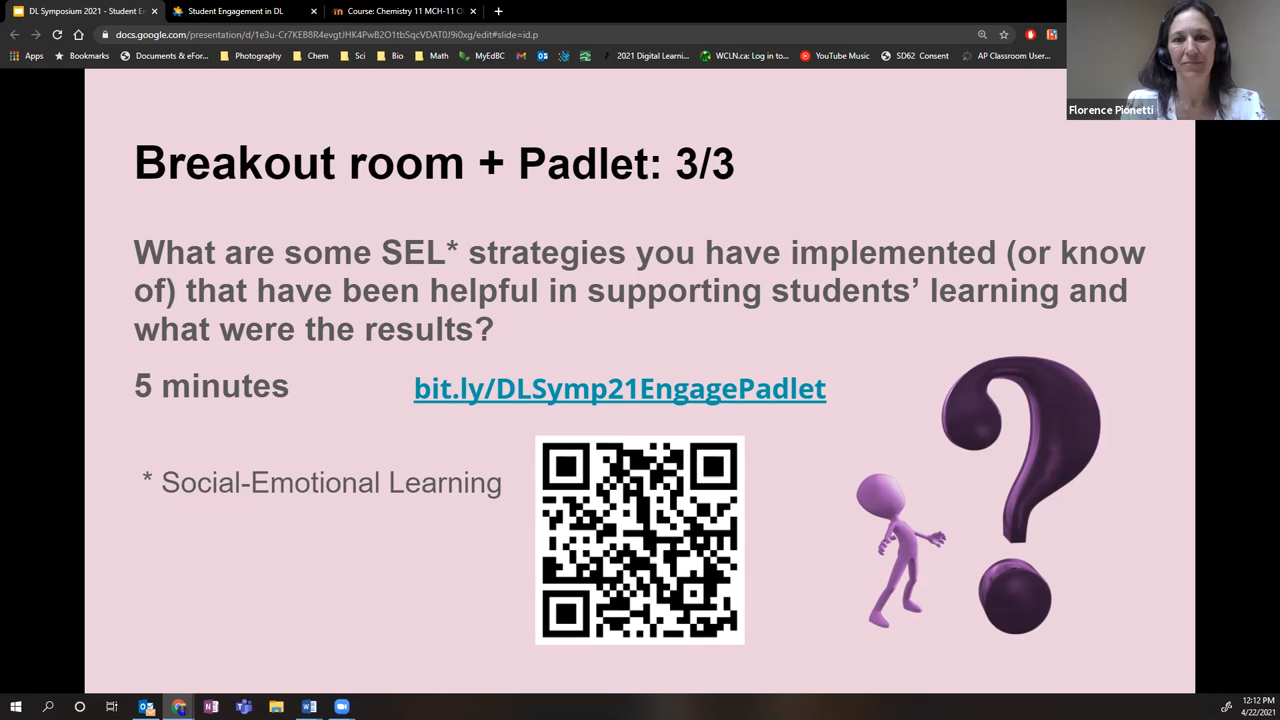 DL Symposium 2021 - Student E
Student Engagement in DL
Course: Chemistry 11 MCH-11 C
docs.google.com/presentation/d/1e3u-Cr7KEB8R4evgtJHK4PwB2O1tbSqcVDAT0J9i0xg/edit#slide=id.p
Apps
Bookmarks
Documents & eFor...
Photography
Chem
Sci
Bio
Math
MyEdBC
2021 Digital Learni...
WCLN.ca: Log in to...
YouTube Music
SD62 Consent
AP Classroom User...
Florence Pionetti
Breakout room + Padlet: 3/3
What are some SEL* strategies you have implemented (or know
of) that have been helpful in supporting students’ learning and
what were the results?
5 minutes
bit.ly/DLSymp21EngagePadlet
* Social-Emotional Learning
12:12 PM
4/22/2021